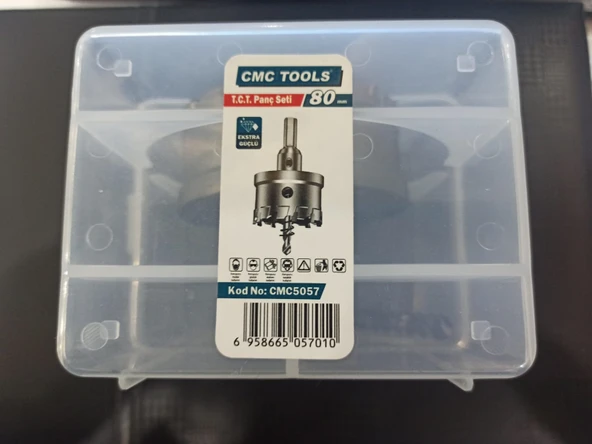 CMC TOOLS
T.C.T. Panç Seti 80 mm
EKSTRA
GÜÇLÜ
Kod No: CMC5057
6 958665 057010